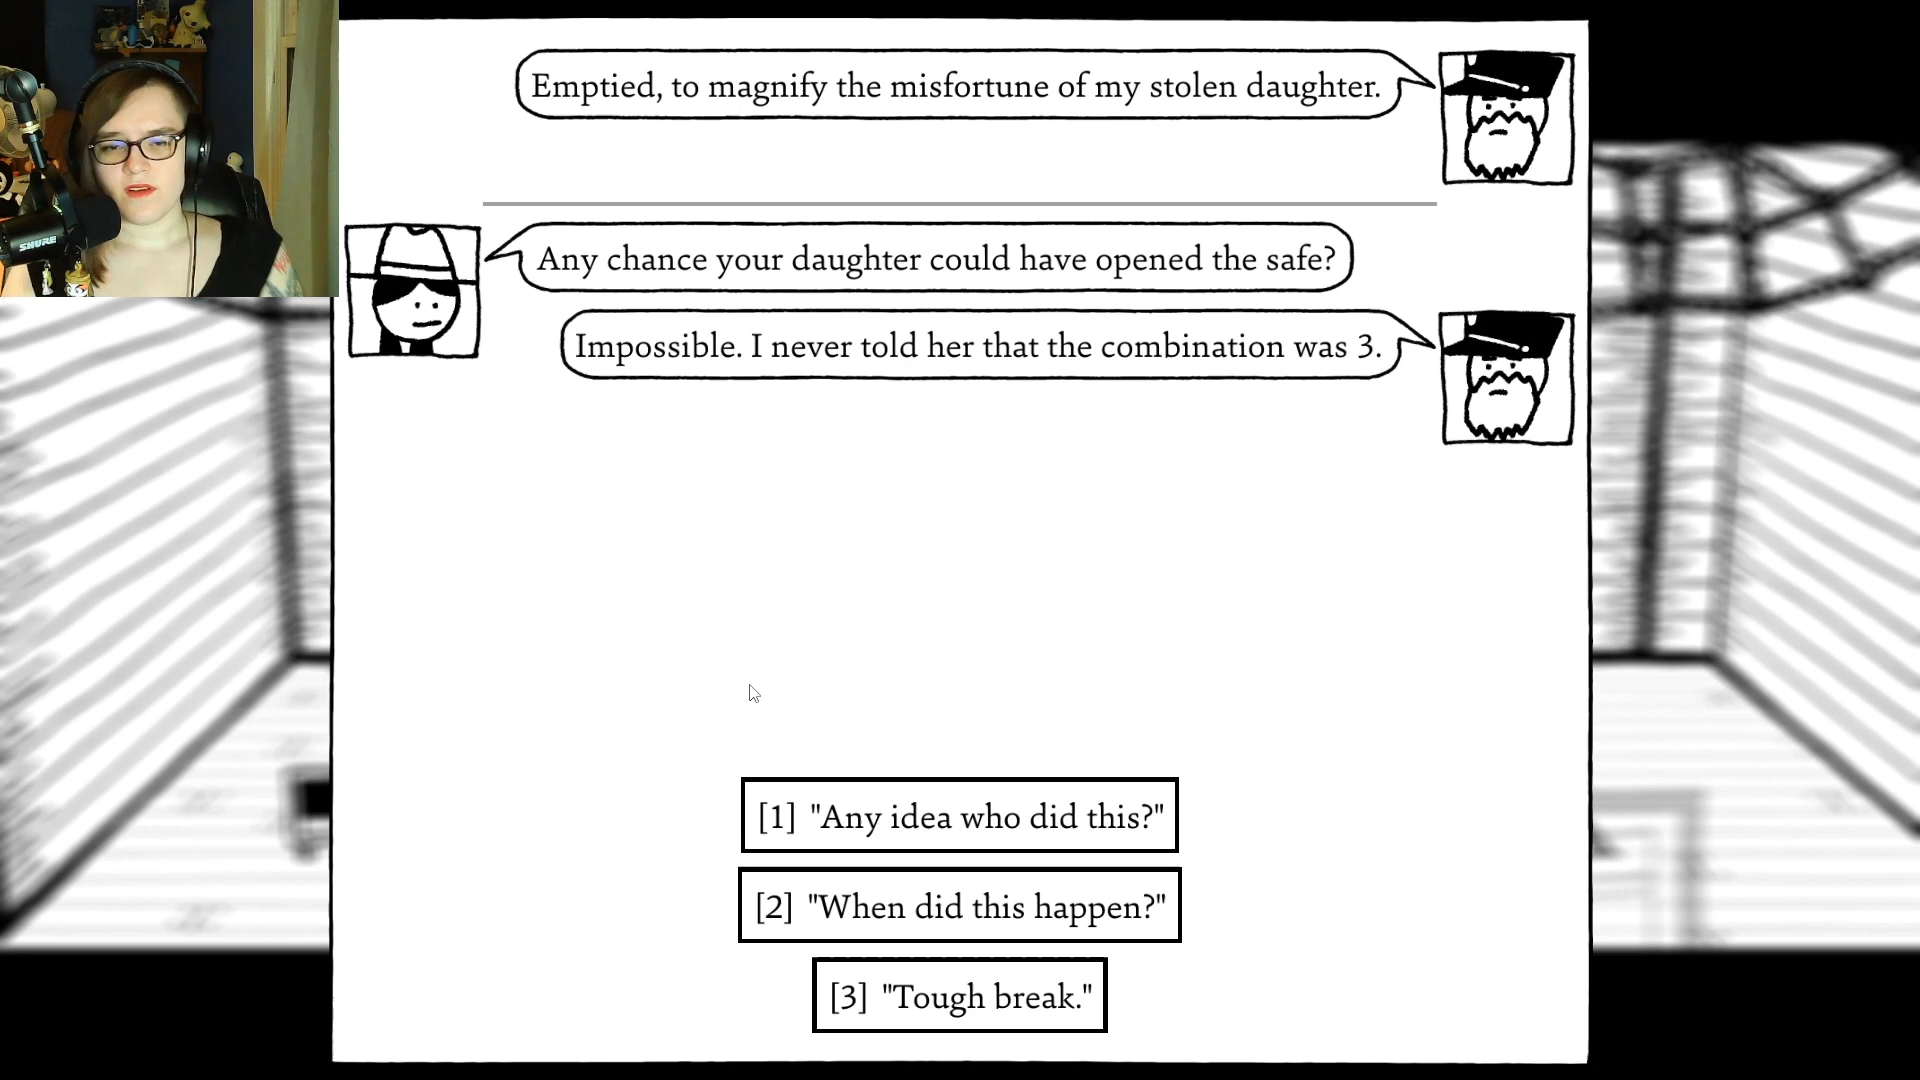 Emptied, to magnify the misfortune of my stolen daughter.
Any chance your daughter could have opened the safe?
Impossible. I never told her that the combination was 3.
[1] "Any idea who did this?"
[2] "When did this happen?"
[3] "Tough break."
SHURE